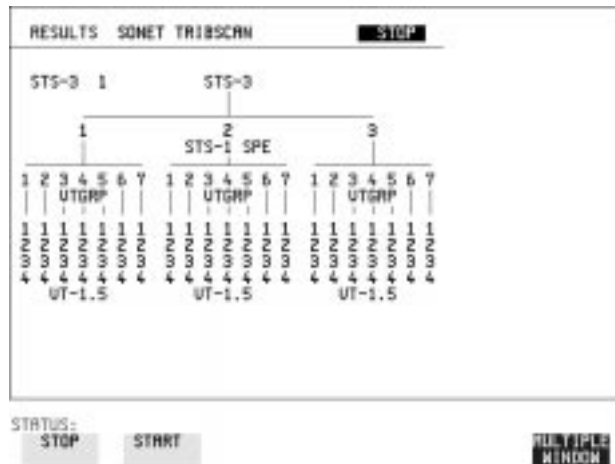 RESULTS SONET TRIBSCAN STOP
STS-3 1 STS-3
1 2 3
STS-1 SPE
1 2 3 4 5 6 7 1 2 3 4 5 6 7 1 2 3 4 5 6 7
VTGRP VTGRP VTGRP
1 1 1 1 1 1 1 1 1 1 1 1 1 1 1 1 1 1 1 1 1
2 2 2 2 2 2 2 2 2 2 2 2 2 2 2 2 2 2 2 2 2
3 3 3 3 3 3 3 3 3 3 3 3 3 3 3 3 3 3 3 3 3
4 4 4 4 4 4 4 4 4 4 4 4 4 4 4 4 4 4 4 4 4
VT-1.5 VT-1.5 VT-1.5
STATUS:
STOP START MULTIPLE
WINDOW